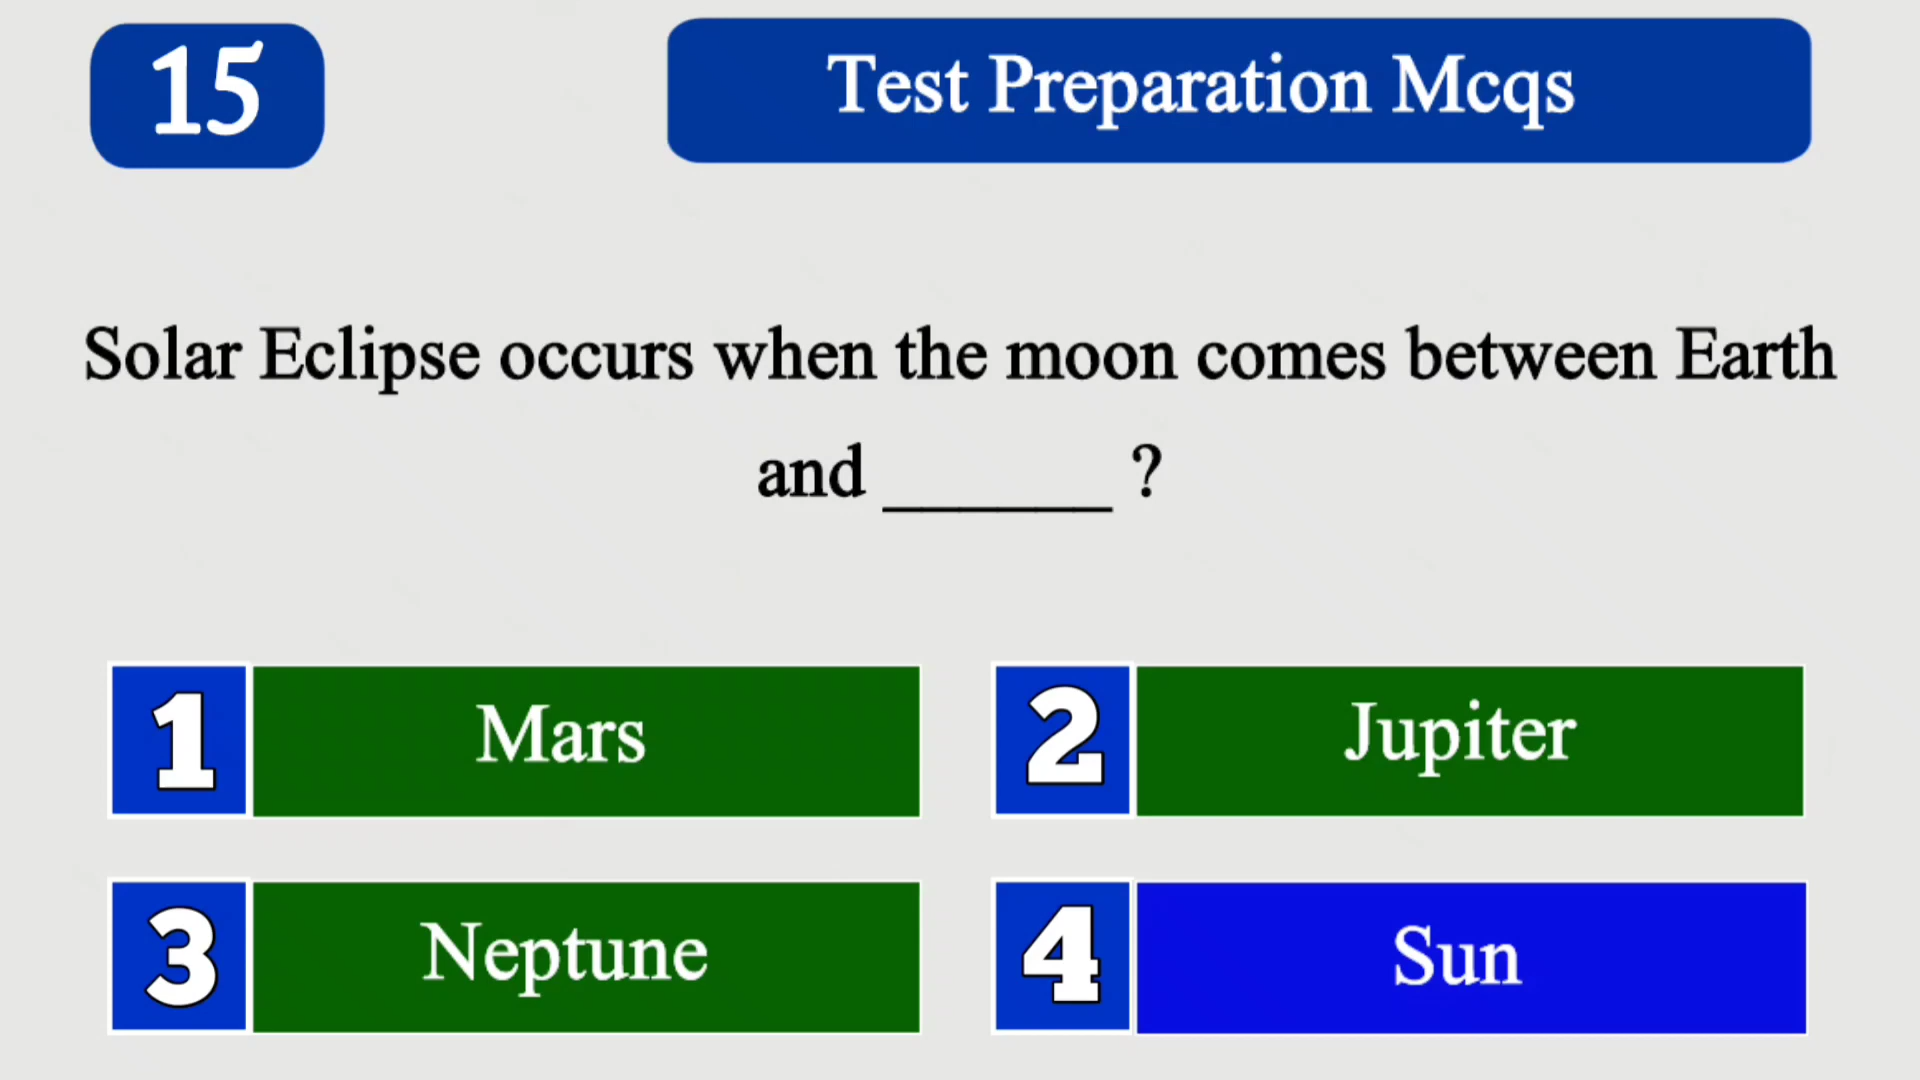 15
Test Preparation Mcqs
Solar Eclipse occurs when the moon comes between Earth
and ______ ?
1 Mars
2 Jupiter
3 Neptune
4 Sun